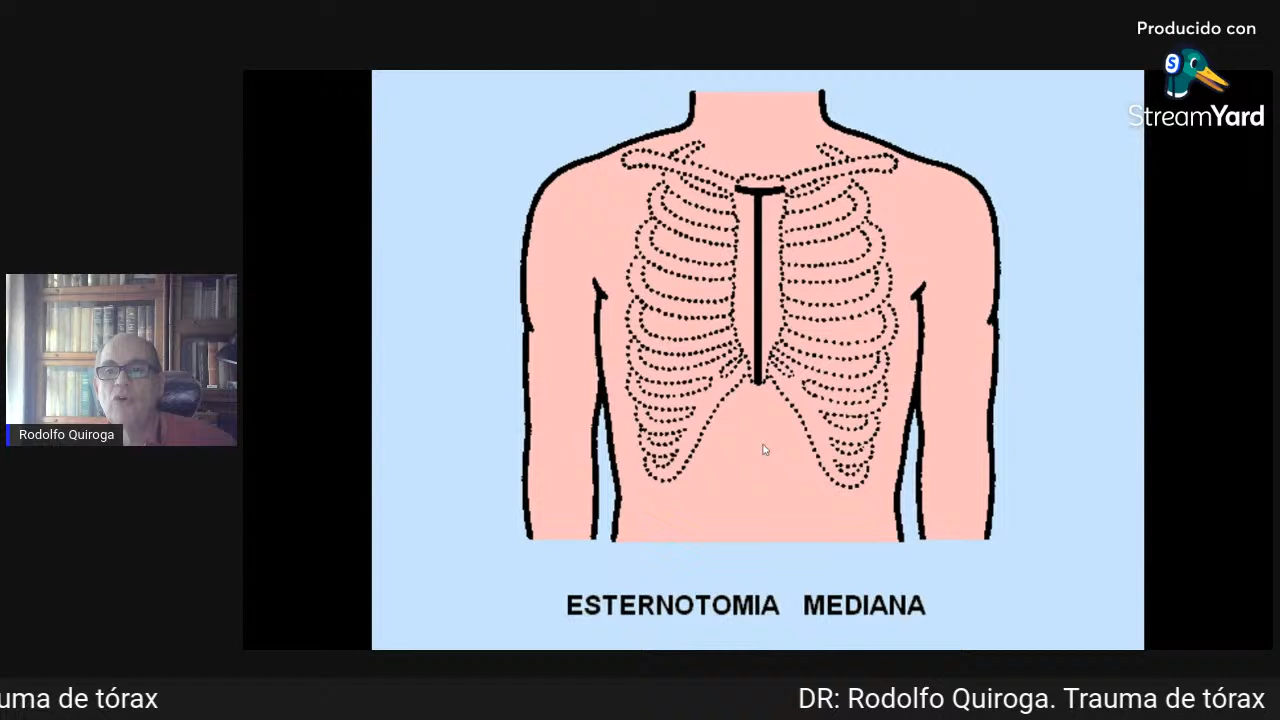 Producido con
StreamYard
Rodolfo Quiroga
ESTERNOTOMIA MEDIANA
uma de tórax
DR: Rodolfo Quiroga. Trauma de tórax